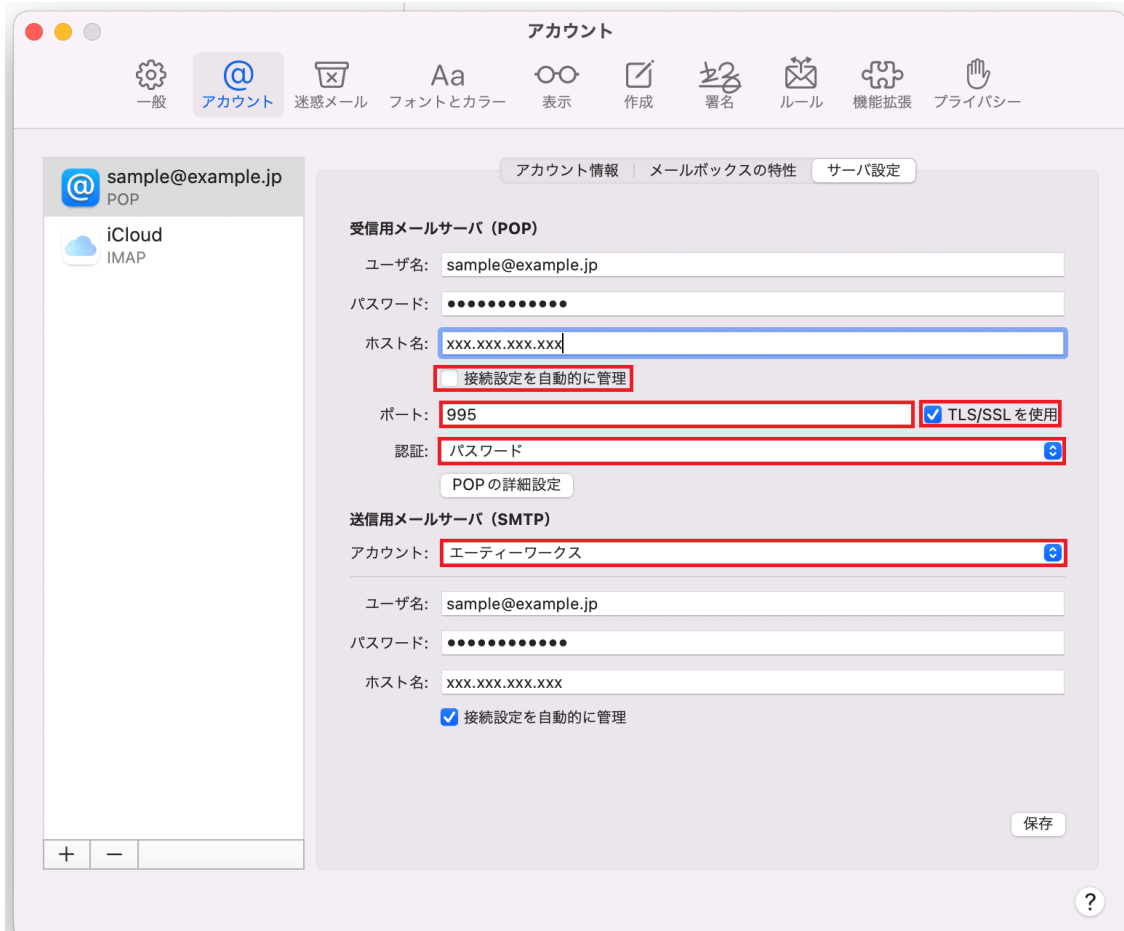 アカウント
一般
アカウント
迷惑メール
Aa
フォントとカラー
表示
作成
署名
ルール
機能拡張
プライバシー
sample@example.jp
POP
iCloud
IMAP
アカウント情報
メールボックスの特性
サーバ設定
受信用メールサーバ（POP）
ユーザ名: sample@example.jp
パスワード: ••••••••••••
ホスト名: xxx.xxx.xxx.xxx
接続設定を自動的に管理
ポート: 995 TLS/SSL を使用
認証: パスワード
POP の詳細設定
送信用メールサーバ（SMTP）
アカウント: エーティーワークス
ユーザ名: sample@example.jp
パスワード: ••••••••••••
ホスト名: xxx.xxx.xxx.xxx
接続設定を自動的に管理
保存
?